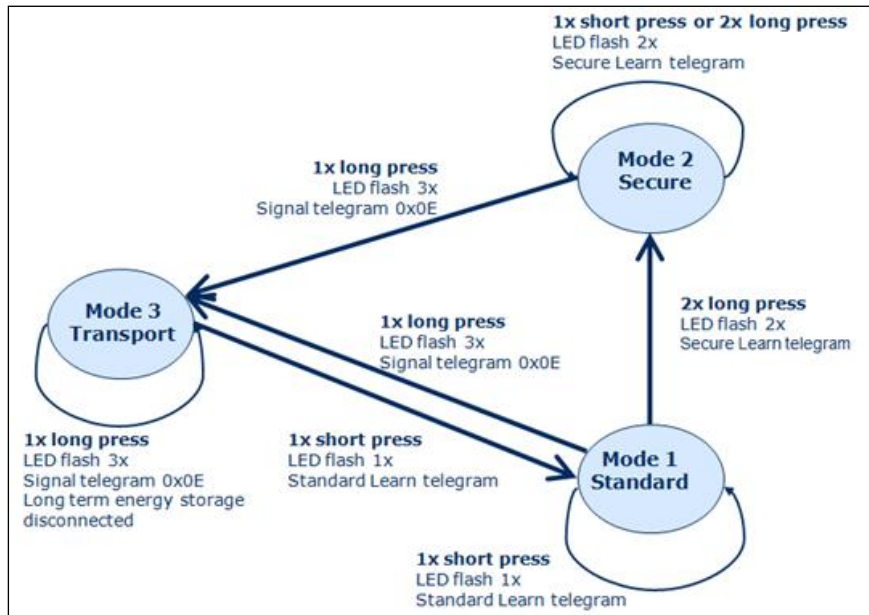 1x short press or 2x long press
LED flash 2x
Secure Learn telegram
Mode 2
Secure
1x long press
LED flash 3x
Signal telegram 0x0E
Mode 3
Transport
1x long press
LED flash 3x
Signal telegram 0x0E
2x long press
LED flash 2x
Secure Learn telegram
1x long press
LED flash 3x
Signal telegram 0x0E
Long term energy storage
disconnected
1x short press
LED flash 1x
Standard Learn telegram
Mode 1
Standard
1x short press
LED flash 1x
Standard Learn telegram